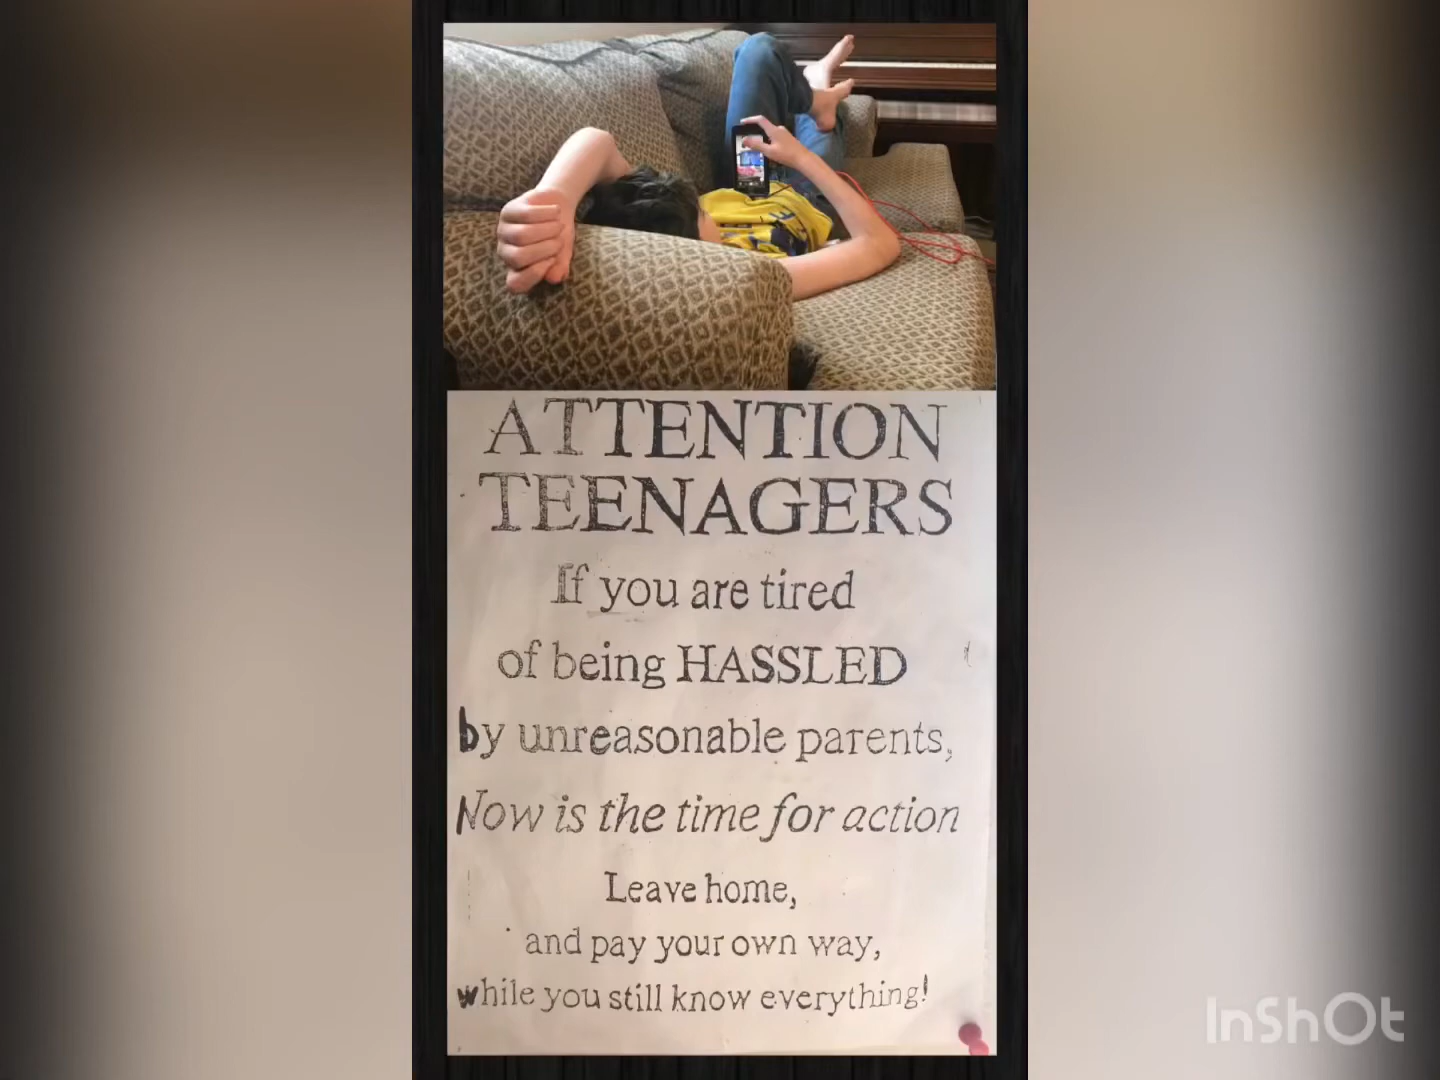 ATTENTION
TEENAGERS
If you are tired
of being HASSLED
by unreasonable parents,
Now is the time for action
Leave home,
and pay your own way,
while you still know everything!
InShOt